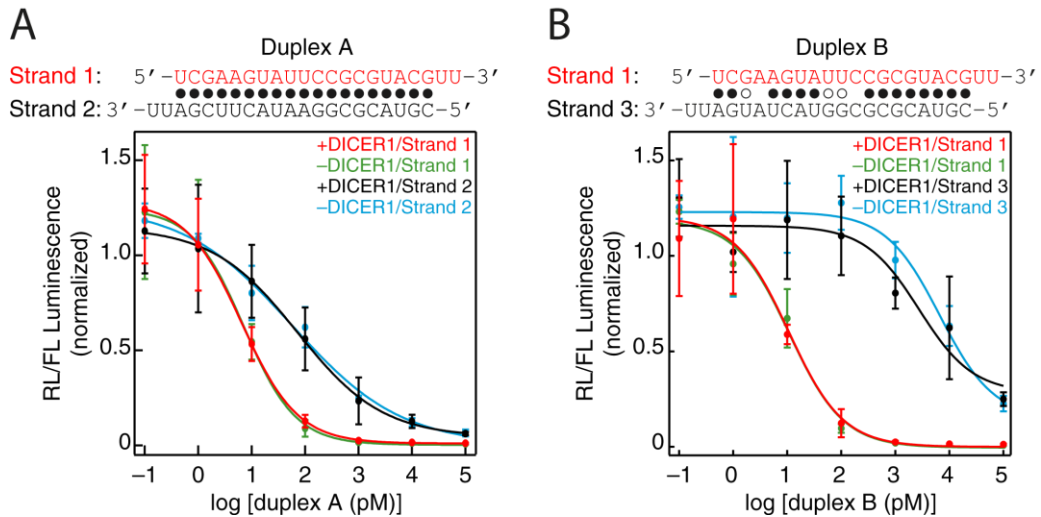 A
Duplex A
Strand 1: 5′-UCGAAGUAUUCCGCGUACGUU-3′
Strand 2: 3′-UUAGCUUCAUAAGGCGCAUGC-5′
+DICER1/Strand 1
−DICER1/Strand 1
+DICER1/Strand 2
−DICER1/Strand 2
RL/FL Luminescence
(normalized)
1.5
1.0
0.5
0
−1 0 1 2 3 4 5
log [duplex A (pM)]
B
Duplex B
Strand 1: 5′-UCGAAGUAUUCCGCGUACGUU-3′
Strand 3: 3′-UUAGUAUCAUGGCGCGCAUGC-5′
+DICER1/Strand 1
−DICER1/Strand 1
+DICER1/Strand 3
−DICER1/Strand 3
RL/FL Luminescence
(normalized)
1.5
1.0
0.5
0
−1 0 1 2 3 4 5
log [duplex B (pM)]